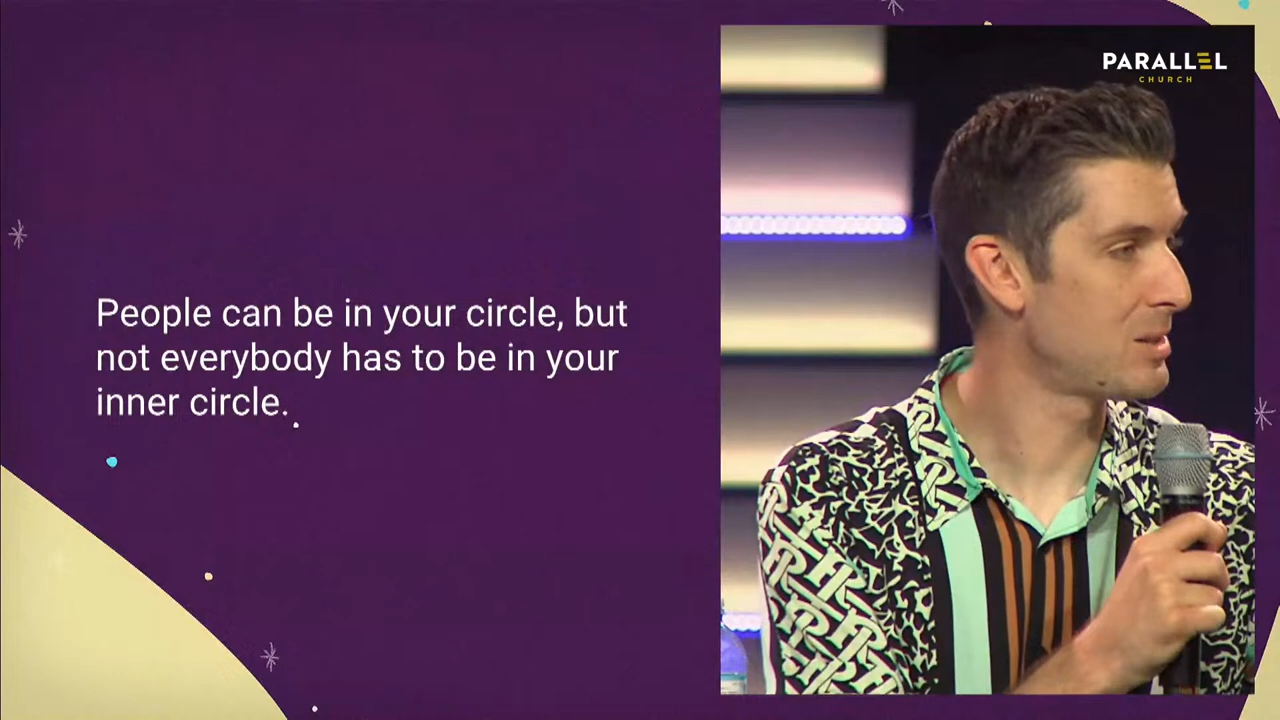 People can be in your circle, but
not everybody has to be in your
inner circle.
PARALLEL
CHURCH